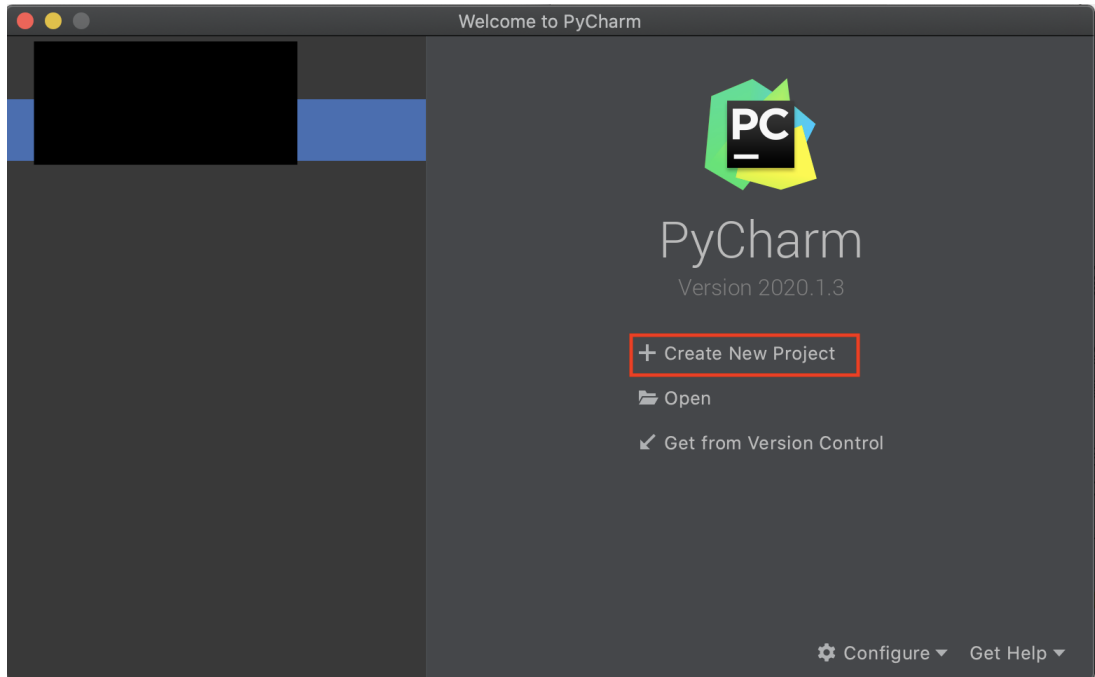 Welcome to PyCharm
PC
PyCharm
Version 2020.1.3
Create New Project
Open
Get from Version Control
Configure
Get Help